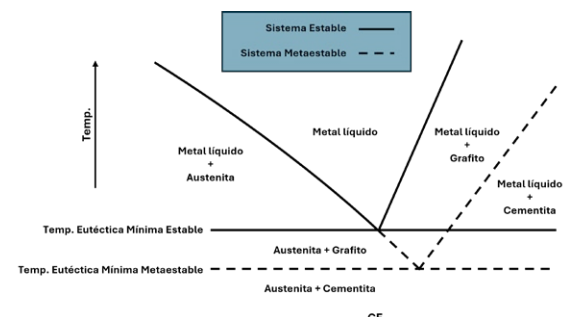 Sistema Estable
Sistema Metaestable
Temp.
Metal líquido
Metal líquido
+
Austenita
Metal líquido
+
Grafito
Metal líquido
+
Cementita
Temp. Eutéctica Mínima Estable
Austenita + Grafito
Temp. Eutéctica Mínima Metaestable
Austenita + Cementita